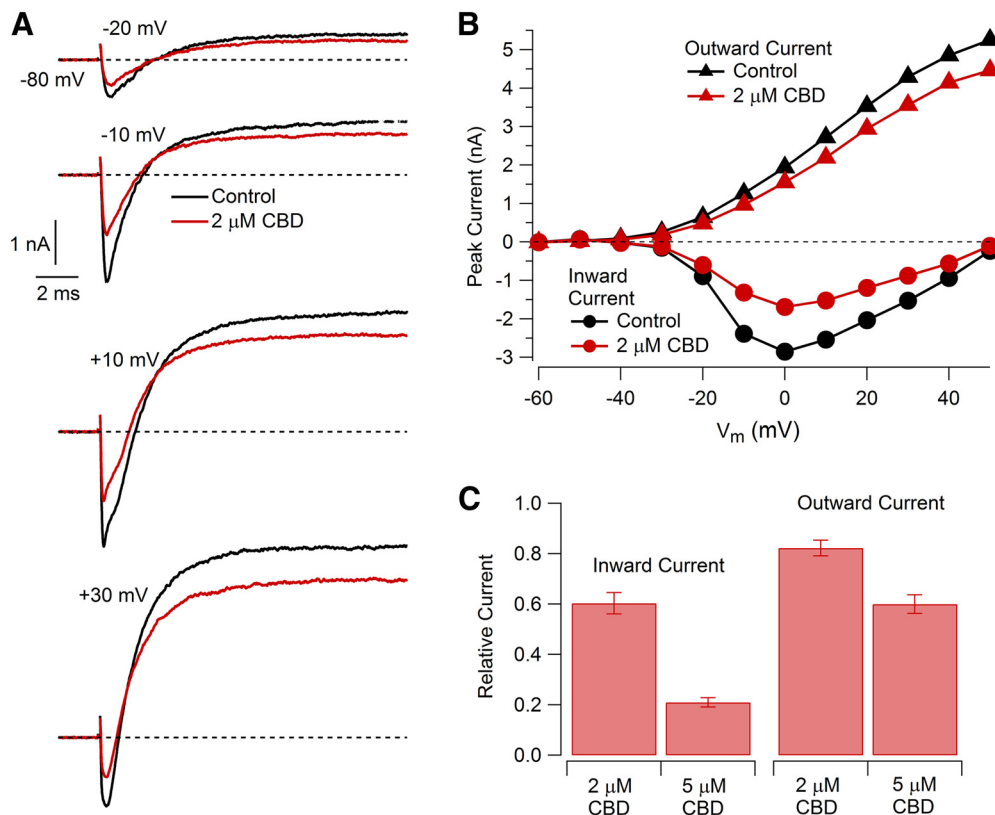 A
-20 mV
-80 mV
-10 mV
Control
2 μM CBD
1 nA
2 ms
+10 mV
+30 mV
B
Peak Current (nA)
5
4
3
2
1
0
-1
-2
-3
Outward Current
Control
2 μM CBD
Inward
Current
Control
2 μM CBD
-60
-40
-20
0
20
40
Vm (mV)
C
Relative Current
1.0
0.8
0.6
0.4
0.2
0.0
Inward Current
Outward Current
2 μM
CBD
5 μM
CBD
2 μM
CBD
5 μM
CBD